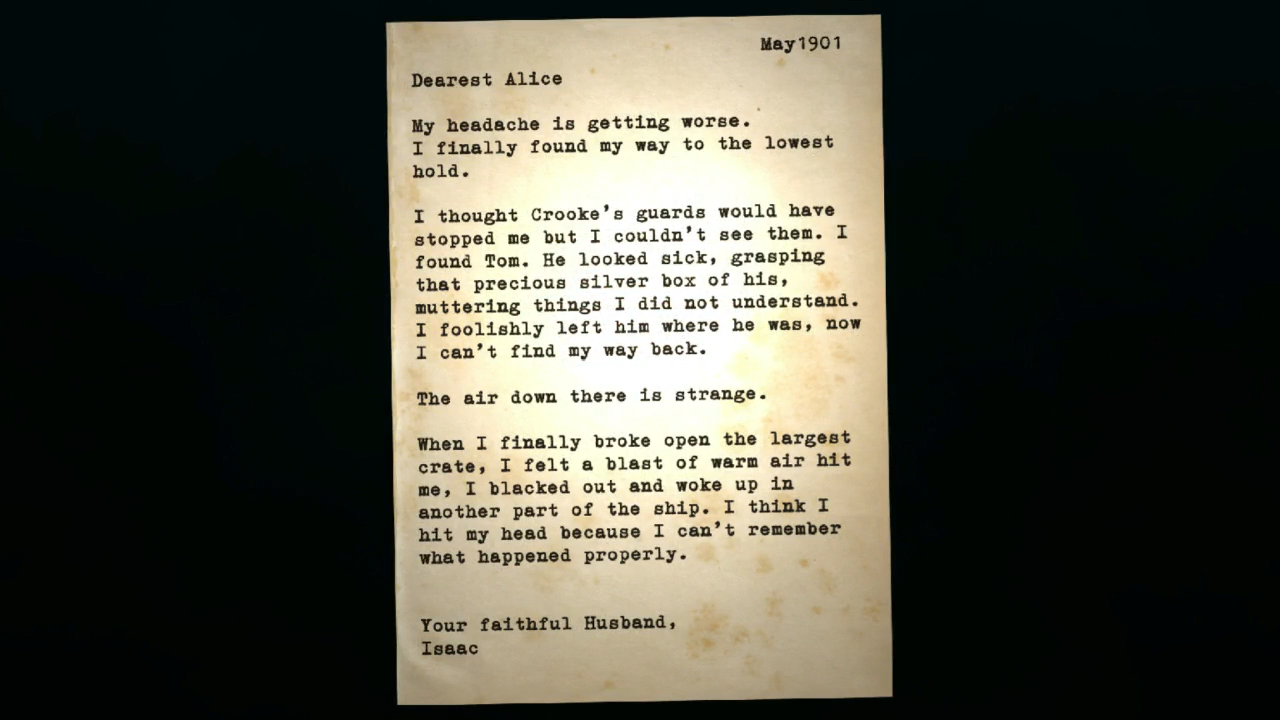 May1901
Dearest Alice
My headache is getting worse.
I finally found my way to the lowest
hold.
I thought Crooke's guards would have
stopped me but I couldn't see them. I
found Tom. He looked sick, grasping
that precious silver box of his,
muttering things I did not understand.
I foolishly left him where he was, now
I can't find my way back.
The air down there is strange.
When I finally broke open the largest
crate, I felt a blast of warm air hit
me, I blacked out and woke up in
another part of the ship. I think I
hit my head because I can't remember
what happened properly.
Your faithful Husband,
Isaac